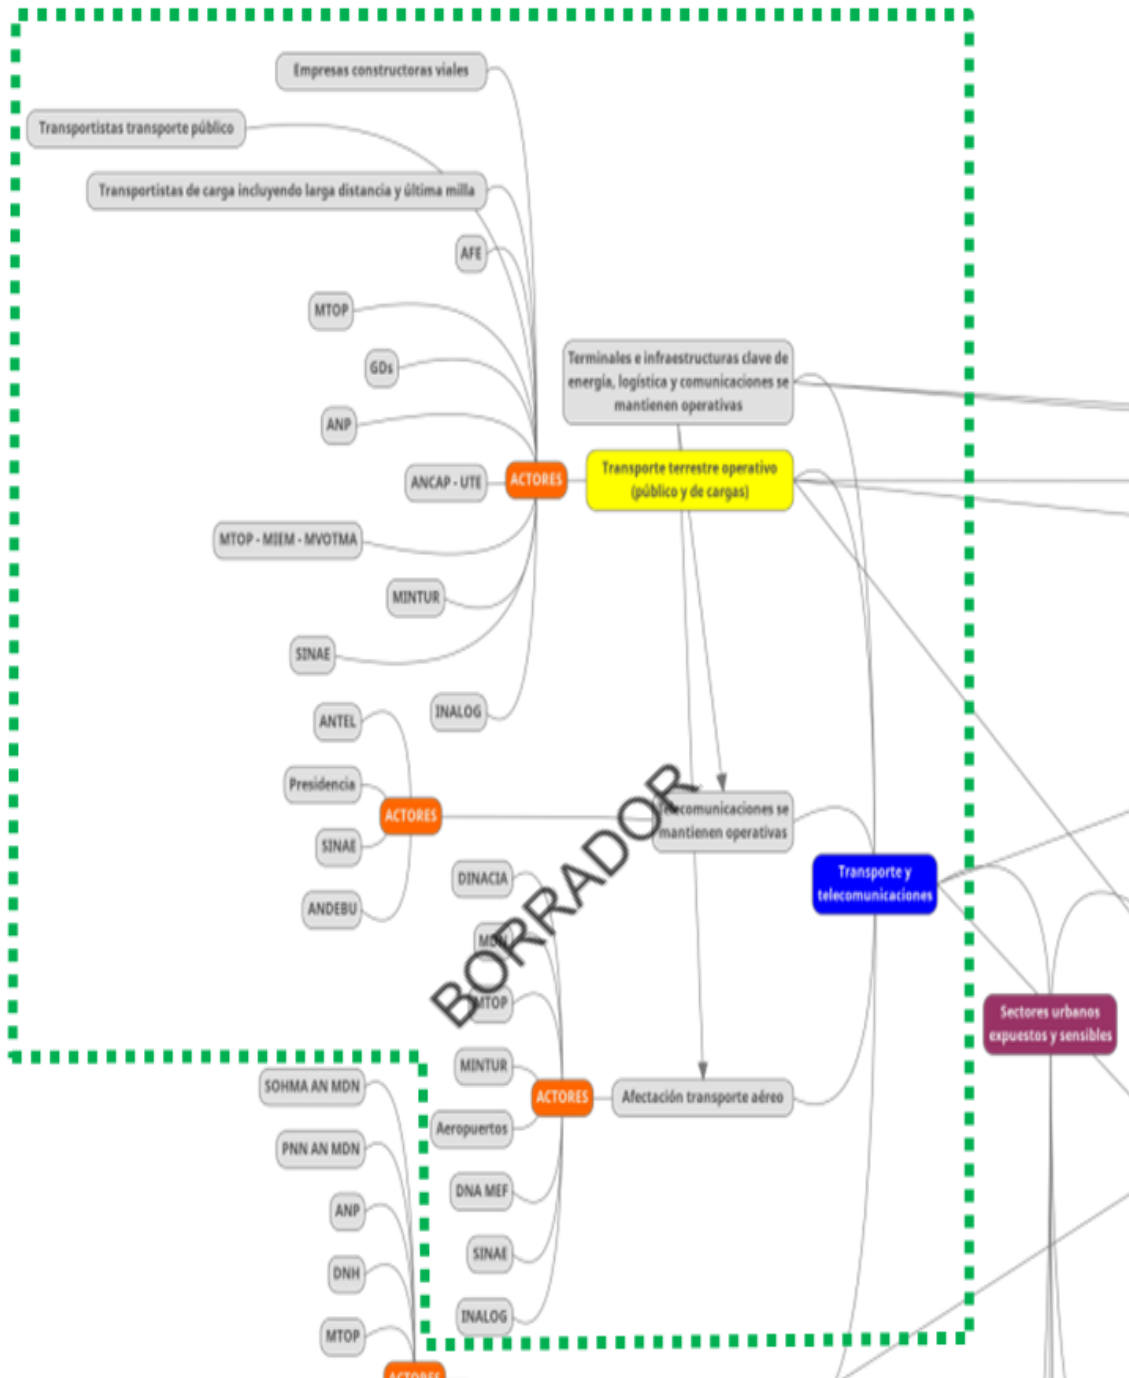 Empresas constructoras viales
Transportistas transporte público
Transportistas de carga incluyendo larga distancia y última milla
AFE
MTOP
GDs
ANP
ANCAP - UTE
MTOP - MIEM - MVOTMA
MINTUR
SINAE
INALOG
ACTORES
Terminales e infraestructuras clave de
energía, logística y comunicaciones se
mantienen operativas
Transporte terrestre operativo
(público y de cargas)
ANTEL
Presidencia
SINAE
ANDEBU
ACTORES
Telecomunicaciones se
mantienen operativas
BORRADOR
Transporte y
telecomunicaciones
DINACIA
MDN
MTOP
MINTUR
Aeropuertos
DNA MEF
SINAE
INALOG
ACTORES
Afectación transporte aéreo
Sectores urbanos
expuestos y sensibles
SOHMA AN MDN
PNN AN MDN
ANP
DNH
MTOP
ACTORES